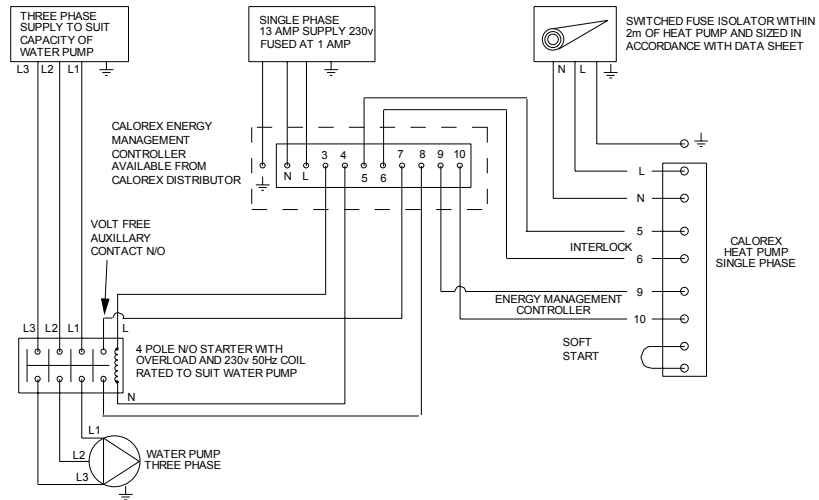 THREE PHASE
SUPPLY TO SUIT
CAPACITY OF
WATER PUMP
L3 L2 L1
SINGLE PHASE
13 AMP SUPPLY 230v
FUSED AT 1 AMP
SWITCHED FUSE ISOLATOR WITHIN
2m OF HEAT PUMP AND SIZED IN
ACCORDANCE WITH DATA SHEET
N L
CALOREX ENERGY
MANAGEMENT
CONTROLLER
AVAILABLE FROM
CALOREX DISTRIBUTOR
N L 3 4 5 6 7 8 9 10
L
N
5
INTERLOCK
6
9
ENERGY MANAGEMENT
CONTROLLER
10
SOFT
START
CALOREX
HEAT PUMP
SINGLE PHASE
VOLT FREE
AUXILLARY
CONTACT N/O
L3 L2 L1 L
4 POLE N/O STARTER WITH
OVERLOAD AND 230v 50Hz COIL
RATED TO SUIT WATER PUMP
N
L1
L2
L3
WATER PUMP
THREE PHASE